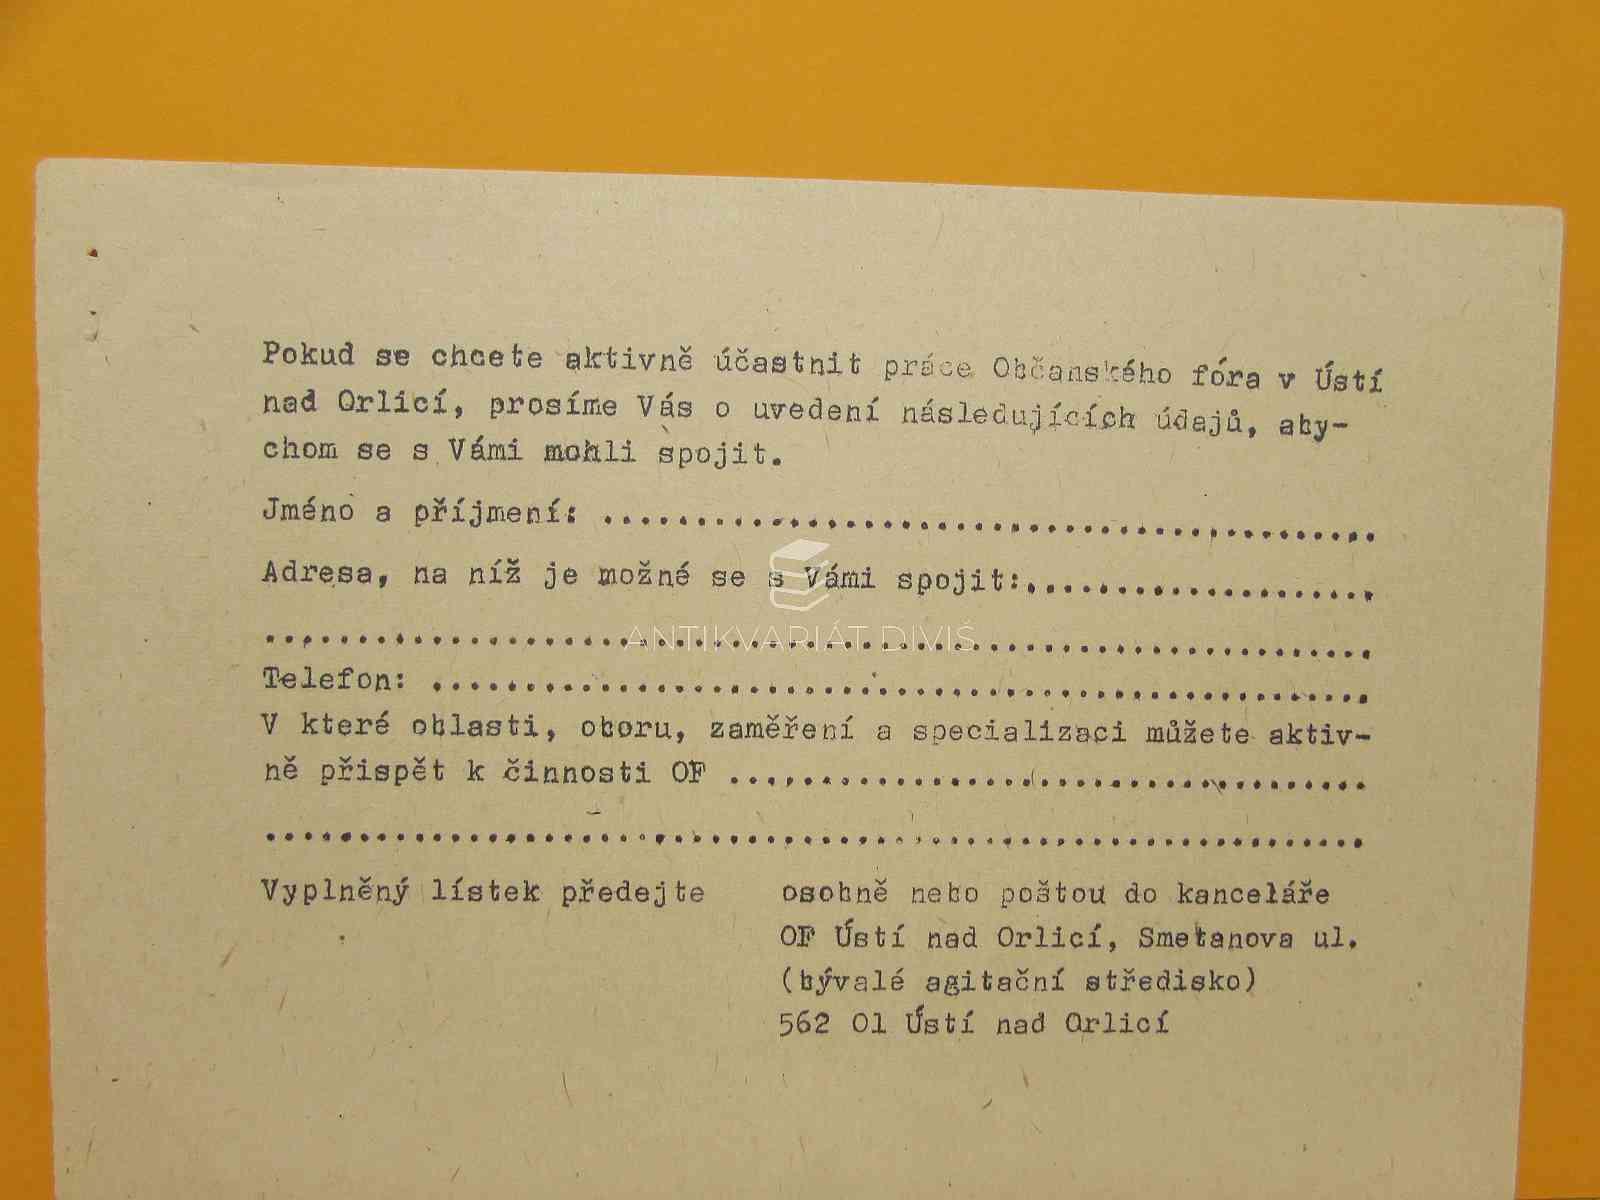 Pokud se chcete aktivně účastnit práce Občanského fóra v Ústí
nad Orlicí, prosíme Vás o uvedení následujících údajů, aby-
chom se s Vámi mohli spojit.
Jméno a příjmení: ..................................................
Adresa, na níž je možné se s Vámi spojit:......................
ANTIKVARIÁT DIVIŠ
........................................................................
Telefon: ............................................................
V které oblasti, oboru, zaměření a specializaci můžete aktiv-
ně přispět k činnosti OF .........................................
........................................................................
Vyplněný lístek předejte osobně nebo poštou do kanceláře
OF Ústí nad Orlicí, Smetanova ul.
(bývalé agitační středisko)
562 01 Ústí nad Orlicí